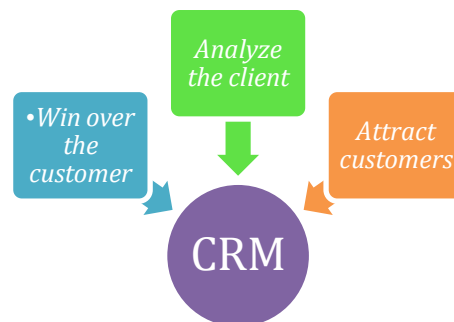 Analyze
the client
•Win over
the
customer
Attract
customers
CRM